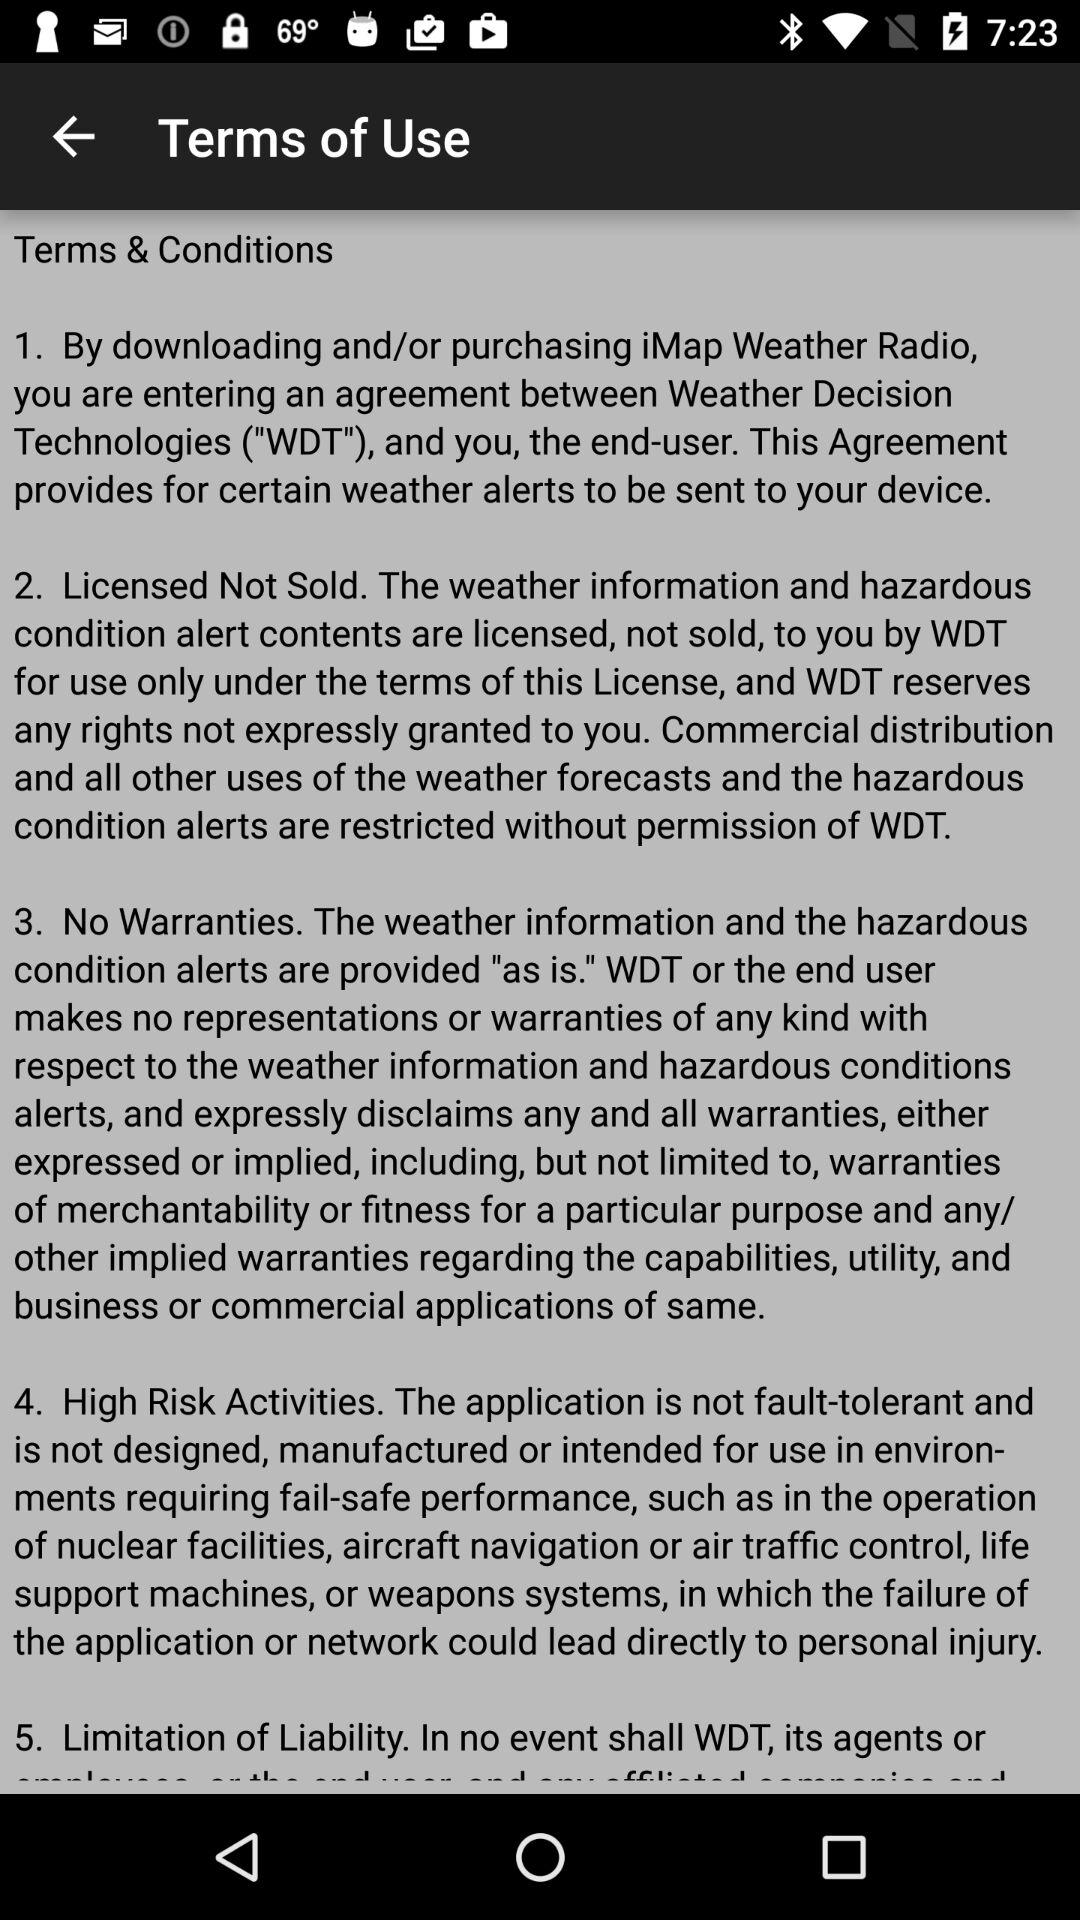 69°
7:23
Terms of Use
Terms & Conditions
1.  By downloading and/or purchasing iMap Weather Radio,
you are entering an agreement between Weather Decision
Technologies ("WDT"), and you, the end-user. This Agreement
provides for certain weather alerts to be sent to your device.
2.  Licensed Not Sold. The weather information and hazardous
condition alert contents are licensed, not sold, to you by WDT
for use only under the terms of this License, and WDT reserves
any rights not expressly granted to you. Commercial distribution
and all other uses of the weather forecasts and the hazardous
condition alerts are restricted without permission of WDT.
3.  No Warranties. The weather information and the hazardous
condition alerts are provided "as is." WDT or the end user
makes no representations or warranties of any kind with
respect to the weather information and hazardous conditions
alerts, and expressly disclaims any and all warranties, either
expressed or implied, including, but not limited to, warranties
of merchantability or fitness for a particular purpose and any/
other implied warranties regarding the capabilities, utility, and
business or commercial applications of same.
4.  High Risk Activities. The application is not fault-tolerant and
is not designed, manufactured or intended for use in environ-
ments requiring fail-safe performance, such as in the operation
of nuclear facilities, aircraft navigation or air traffic control, life
support machines, or weapons systems, in which the failure of
the application or network could lead directly to personal injury.
5.  Limitation of Liability. In no event shall WDT, its agents or
employees, or the end user, and any affiliated companies and